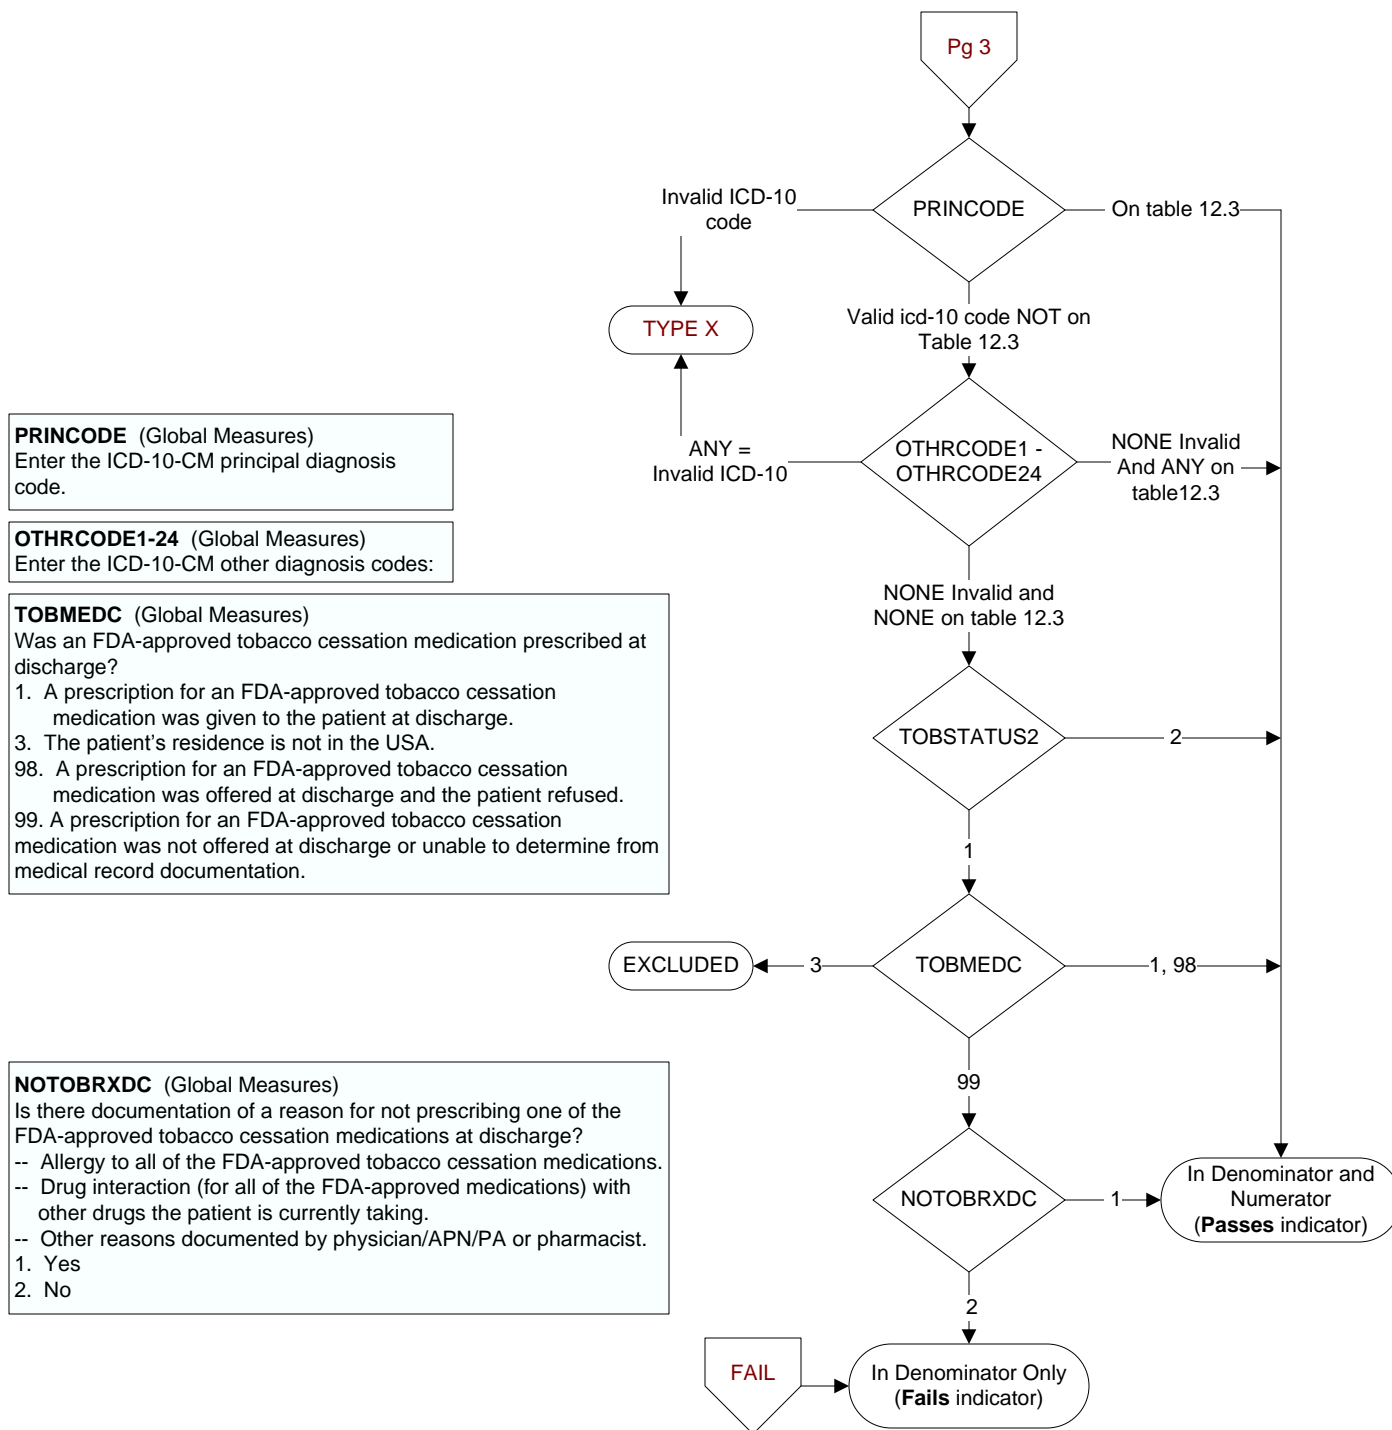 Pg 3
Invalid ICD-10
code
PRINCODE
On table 12.3
TYPE X
Valid icd-10 code NOT on
Table 12.3
PRINCODE (Global Measures)
Enter the ICD-10-CM principal diagnosis
code.
ANY =
Invalid ICD-10
OTHRCODE1 -
OTHRCODE24
NONE Invalid
And ANY on
table12.3
OTHRCODE1-24 (Global Measures)
Enter the ICD-10-CM other diagnosis codes:
NONE Invalid and
NONE on table 12.3
TOBMEDC (Global Measures)
Was an FDA-approved tobacco cessation medication prescribed at
discharge?
1. A prescription for an FDA-approved tobacco cessation
medication was given to the patient at discharge.
3. The patient's residence is not in the USA.
98. A prescription for an FDA-approved tobacco cessation
medication was offered at discharge and the patient refused.
99. A prescription for an FDA-approved tobacco cessation
medication was not offered at discharge or unable to determine from
medical record documentation.
TOBSTATUS2
2
1
EXCLUDED
3
TOBMEDC
1, 98
99
NOTOBRXDC (Global Measures)
Is there documentation of a reason for not prescribing one of the
FDA-approved tobacco cessation medications at discharge?
-- Allergy to all of the FDA-approved tobacco cessation medications.
-- Drug interaction (for all of the FDA-approved medications) with
other drugs the patient is currently taking.
-- Other reasons documented by physician/APN/PA or pharmacist.
1. Yes
2. No
NOTOBRXDC
1
In Denominator and
Numerator
(Passes indicator)
2
FAIL
In Denominator Only
(Fails indicator)